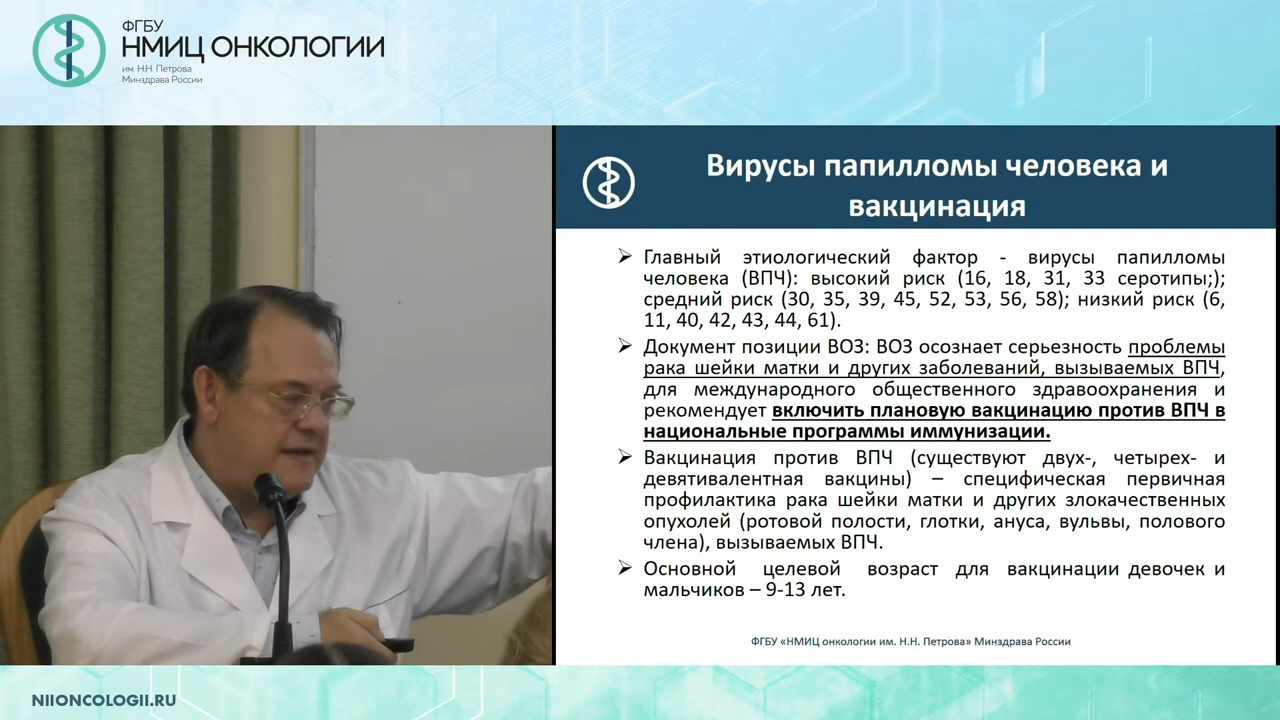 ФГБУ
НМИЦ ОНКОЛОГИИ
им. Н.Н. Петрова
Минздрава России
Вирусы папилломы человека и
вакцинация
Главный этиологический фактор - вирусы папилломы
человека (ВПЧ): высокий риск (16, 18, 31, 33 серотипы;);
средний риск (30, 35, 39, 45, 52, 53, 56, 58); низкий риск (6,
11, 40, 42, 43, 44, 61).
Документ позиции ВОЗ: ВОЗ осознает серьезность проблемы
рака шейки матки и других заболеваний, вызываемых ВПЧ,
для международного общественного здравоохранения и
рекомендует включить плановую вакцинацию против ВПЧ в
национальные программы иммунизации.
Вакцинация против ВПЧ (существуют двух-, четырех- и
девятивалентная вакцины) – специфическая первичная
профилактика рака шейки матки и других злокачественных
опухолей (ротовой полости, глотки, ануса, вульвы, полового
члена), вызываемых ВПЧ.
Основной целевой возраст для вакцинации девочек и
мальчиков – 9-13 лет.
ФГБУ «НМИЦ онкологии им. Н.Н. Петрова» Минздрава России
NIIONCOLOGII.RU